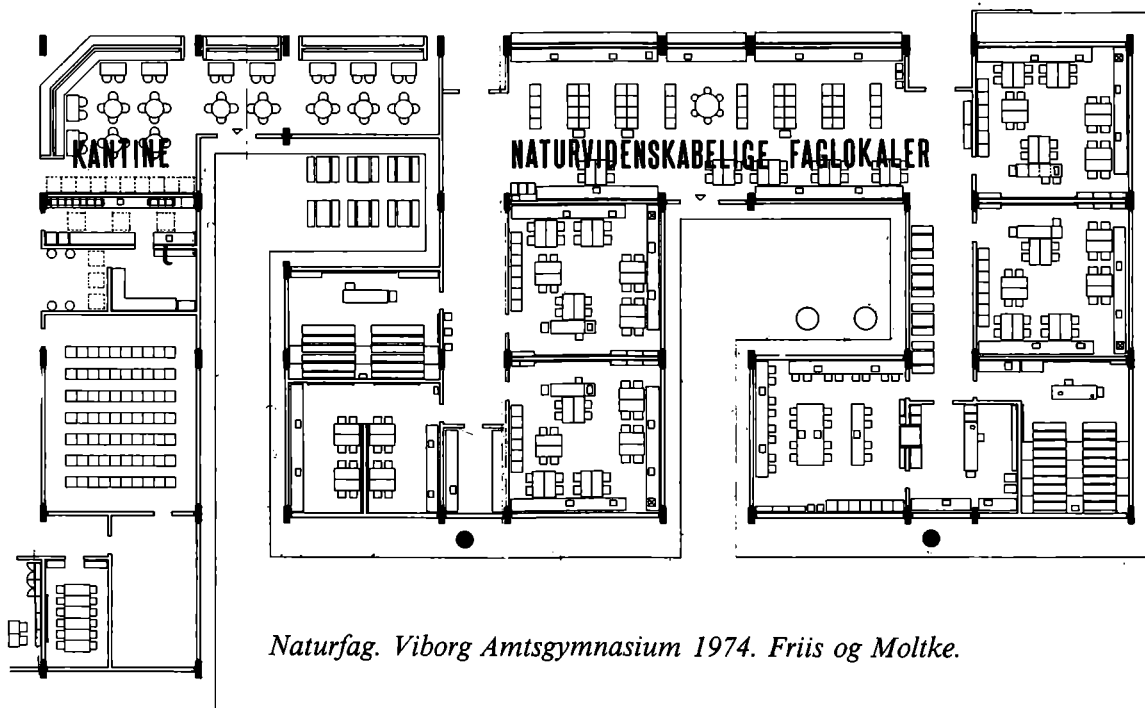 KANTINE
NATURVIDENSKABELIGE FAGLOKALER
Naturfag. Viborg Amtsgymnasium 1974. Friis og Moltke.